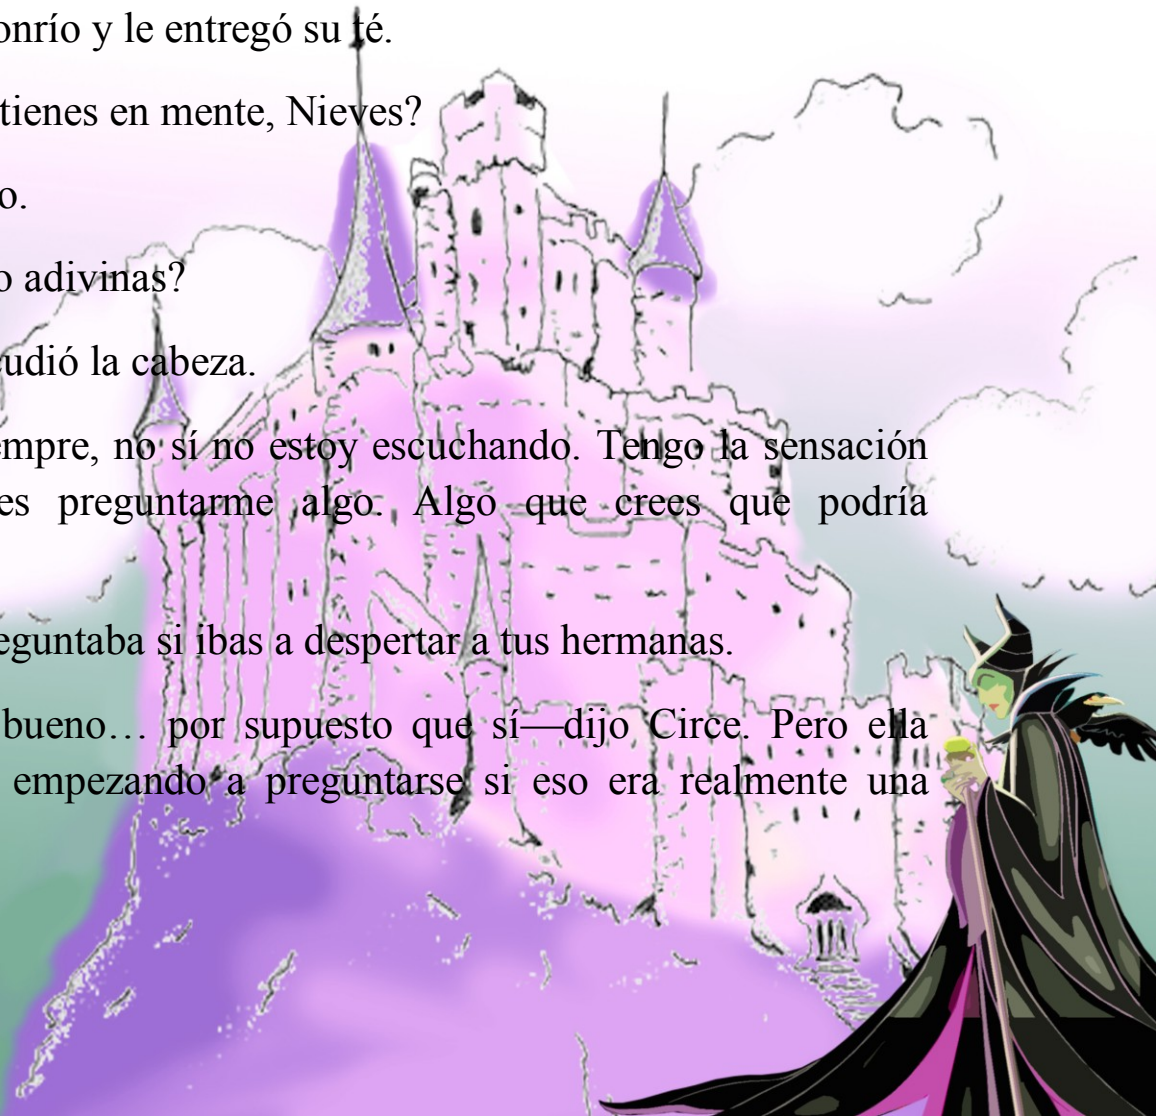 onrío y le entregó su té.
tienes en mente, Nieves?
o.
o adivinas?
cudió la cabeza.
empre, no sí no estoy escuchando. Tengo la sensación
es preguntarme algo. Algo que crees que podría
eguntaba si ibas a despertar a tus hermanas.
bueno… por supuesto que sí—dijo Circe. Pero ella
empezando a preguntarse si eso era realmente una